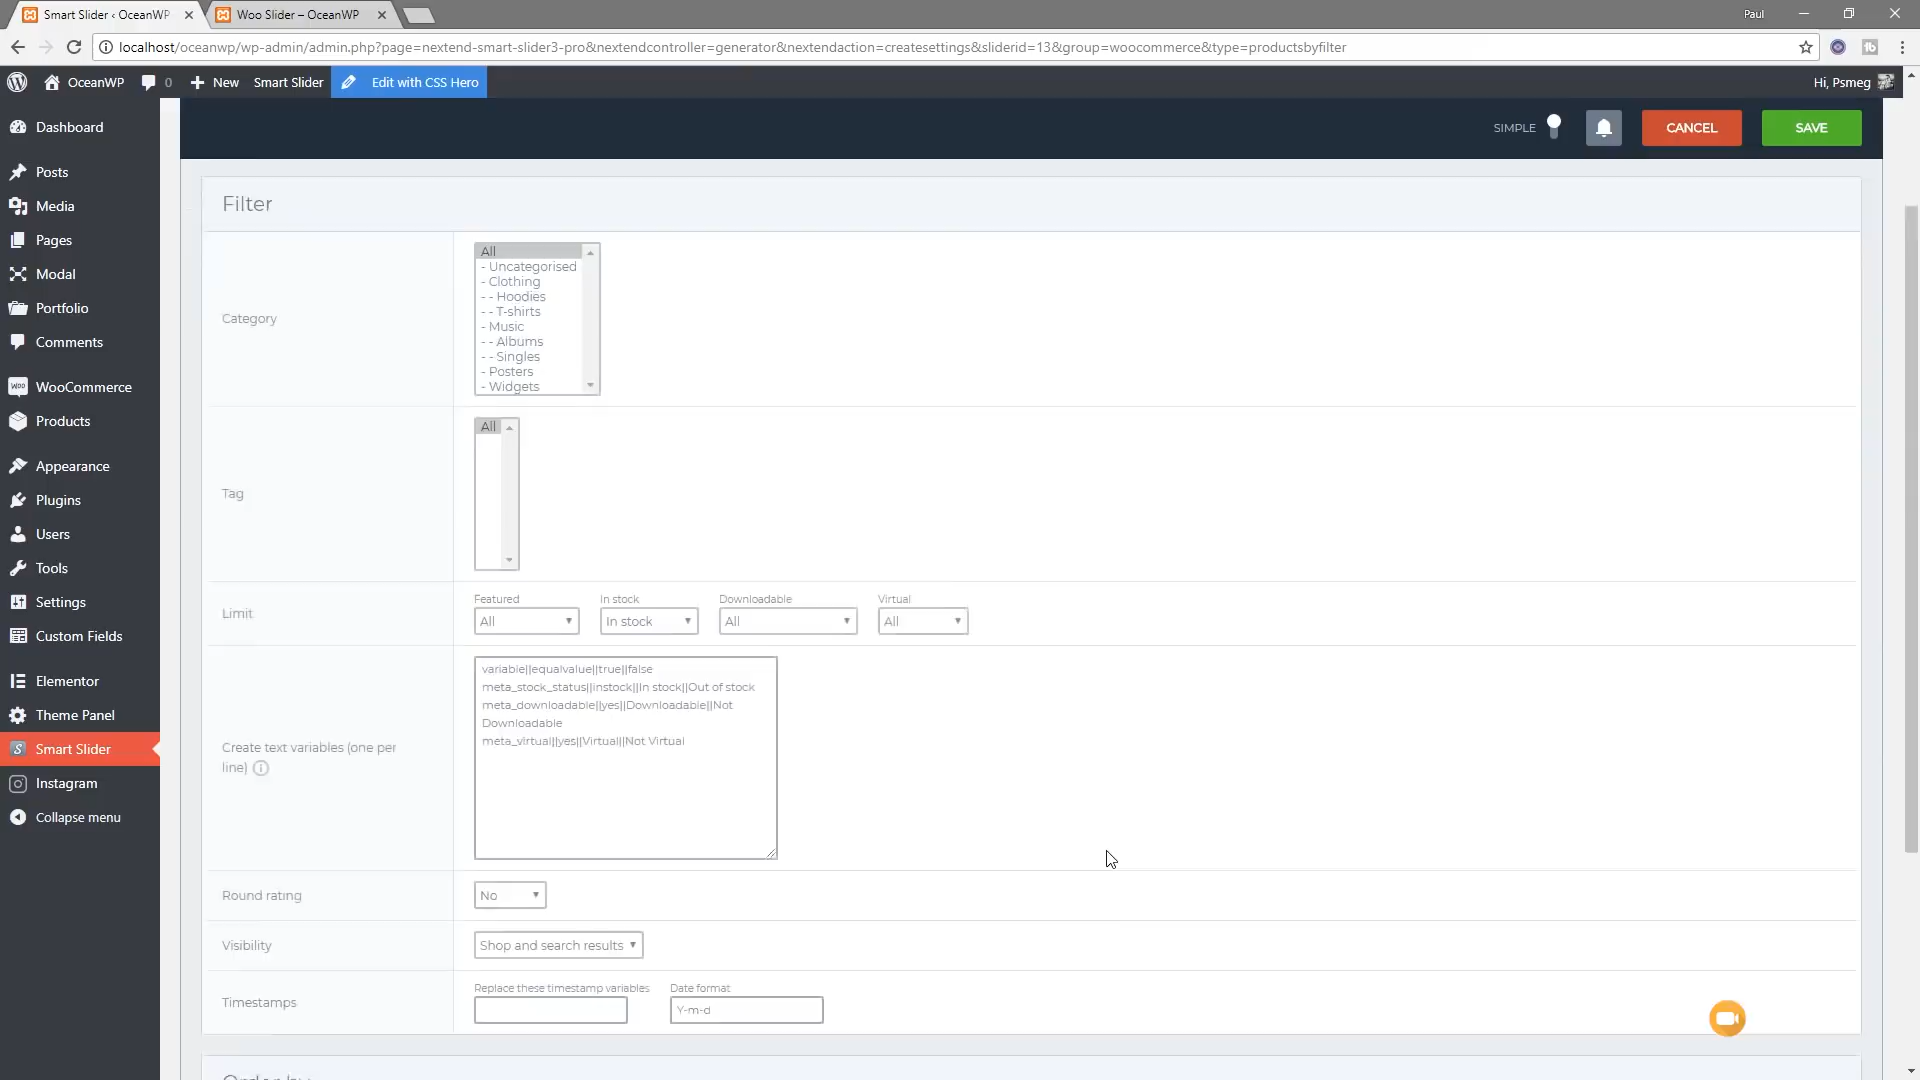 Smart Slider ‹ OceanWP
Woo Slider – OceanWP
Paul
localhost/oceanwp/wp-admin/admin.php?page=nextend-smart-slider3-pro&nextendcontroller=generator&nextendaction=createsettings&sliderid=13&group=woocommerce&type=productsbyfilter
OceanWP
0
New
Smart Slider
Edit with CSS Hero
Hi, Psmeg
Dashboard
Posts
Media
Pages
Modal
Portfolio
Comments
WooCommerce
Products
Appearance
Plugins
Users
Tools
Settings
Custom Fields
Elementor
Theme Panel
Smart Slider
Instagram
Collapse menu
SIMPLE
CANCEL
SAVE
Filter
Category
All
- Uncategorised
- Clothing
- - Hoodies
- - T-shirts
- Music
- - Albums
- - Singles
- Posters
- Widgets
Tag
All
Limit
Featured
In stock
Downloadable
Virtual
All
In stock
All
All
Create text variables (one per
line)
variable||equalvalue||true||false
meta_stock_status||instock||In stock||Out of stock
meta_downloadable||yes||Downloadable||Not
Downloadable
meta_virtual||yes||Virtual||Not Virtual
Round rating
No
Visibility
Shop and search results
Timestamps
Replace these timestamp variables
Date format
Y-m-d